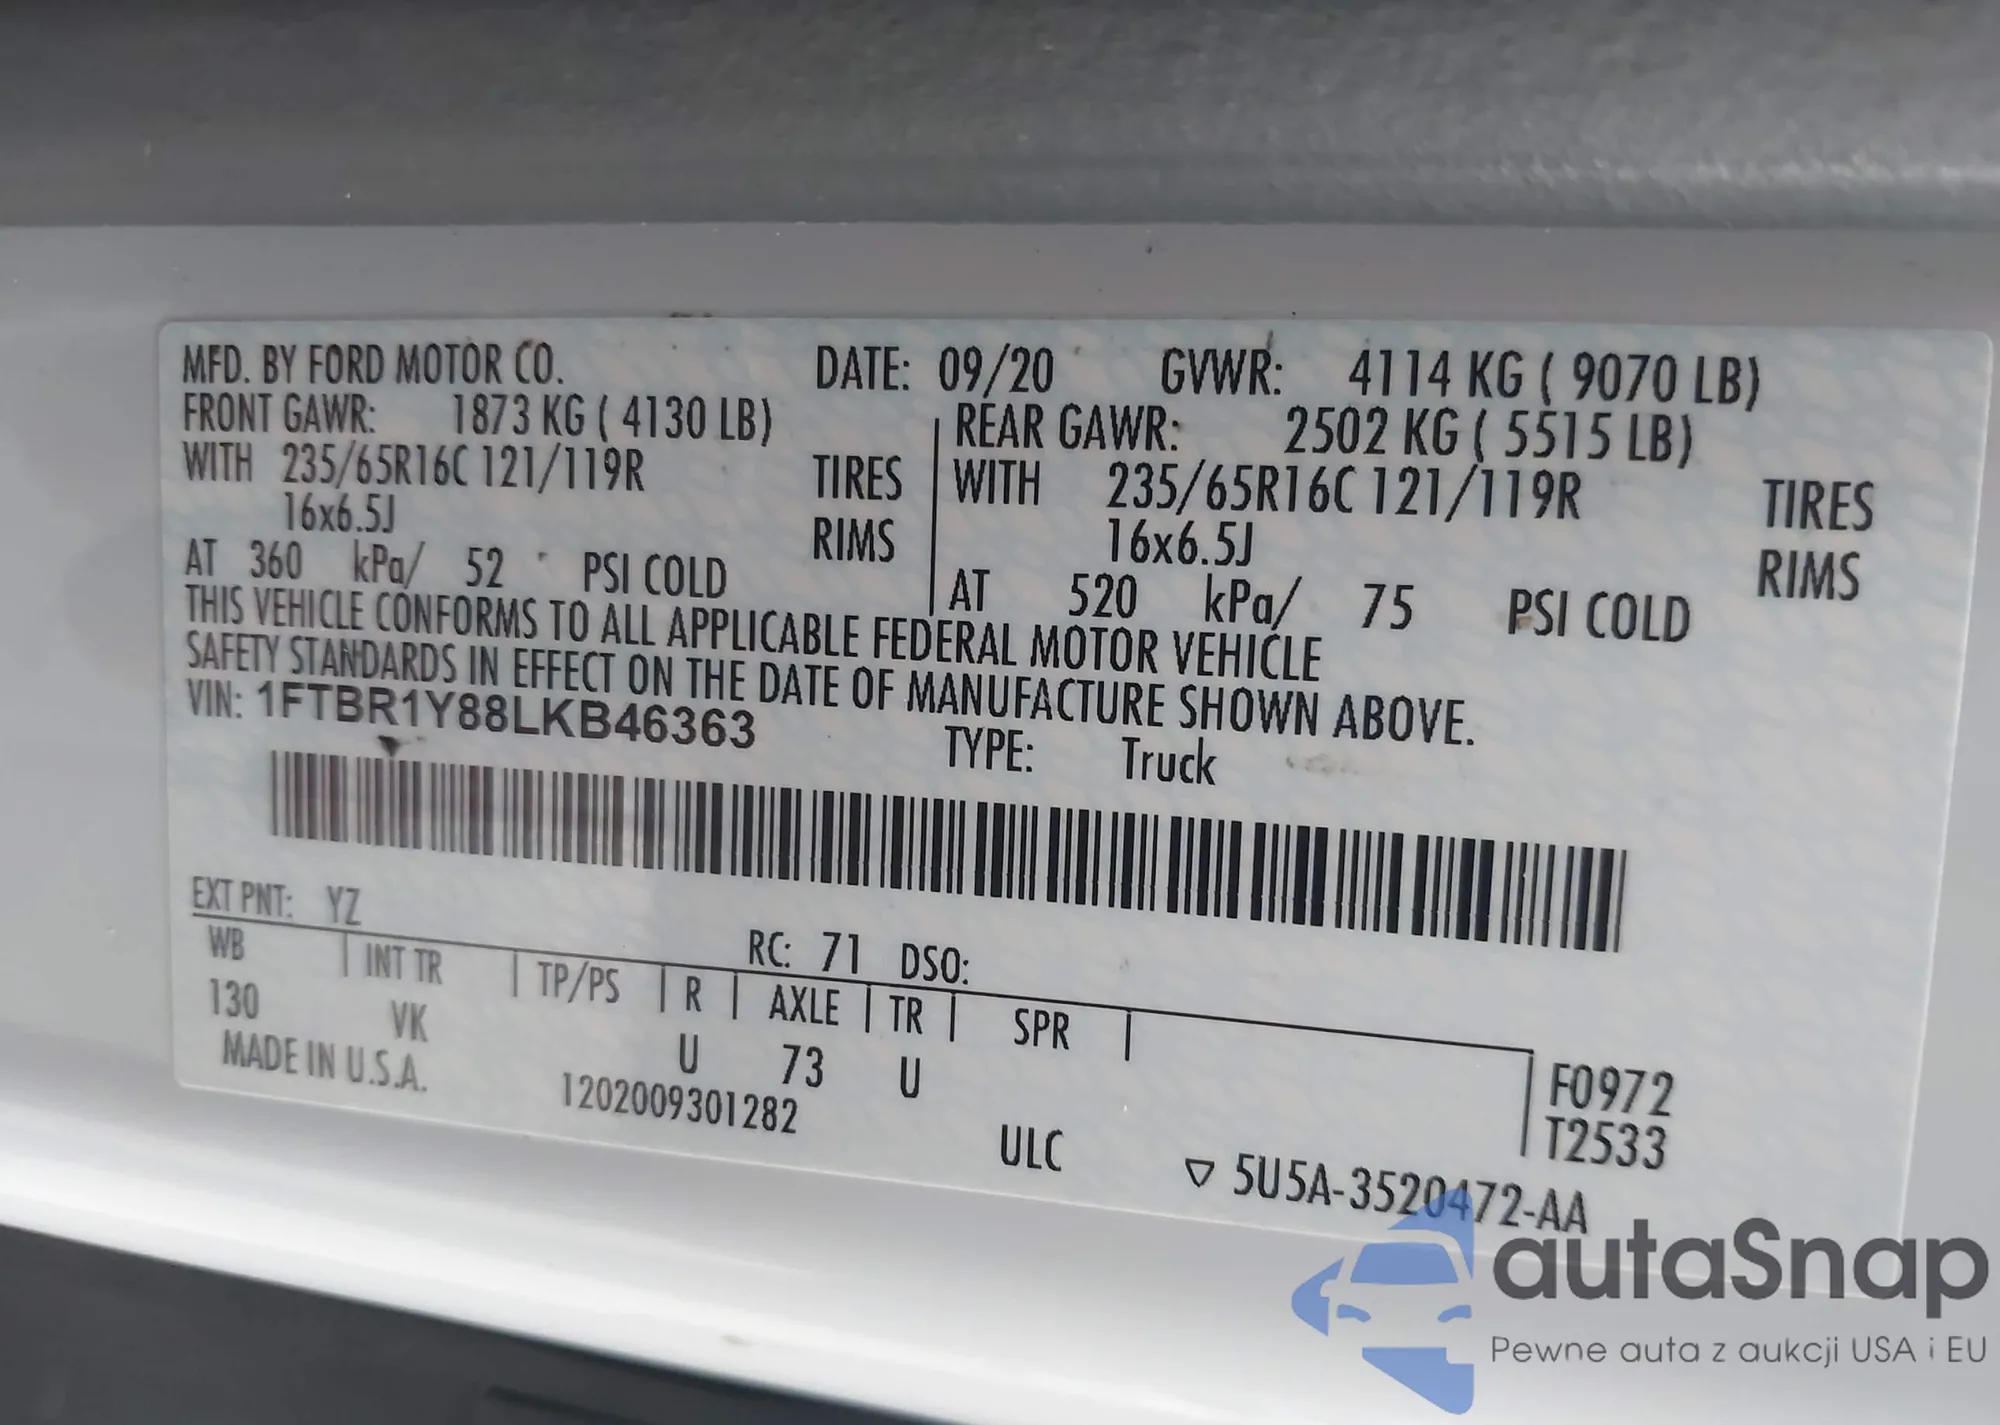 MFD. BY FORD MOTOR CO. DATE: 09/20 GVWR: 4114 KG ( 9070 LB)
FRONT GAWR: 1873 KG ( 4130 LB) REAR GAWR: 2502 KG ( 5515 LB)
WITH 235/65R16C 121/119R TIRES WITH 235/65R16C 121/119R TIRES
16x6.5J RIMS 16x6.5J RIMS
AT 360 kPa/ 52 PSI COLD AT 520 kPa/ 75 PSI COLD
THIS VEHICLE CONFORMS TO ALL APPLICABLE FEDERAL MOTOR VEHICLE
SAFETY STANDARDS IN EFFECT ON THE DATE OF MANUFACTURE SHOWN ABOVE.
VIN: 1FTBR1Y88LKB46363 TYPE: Truck
EXT PNT: YZ RC: 71 DSO:
WB INT TR TP/PS R AXLE TR SPR
130 VK U 73 U F0972
T2533
MADE IN U.S.A. 1202009301282 ULC ▽ 5U5A-3520472-AA
autaSnap
Pewne auta z aukcji USA i EU